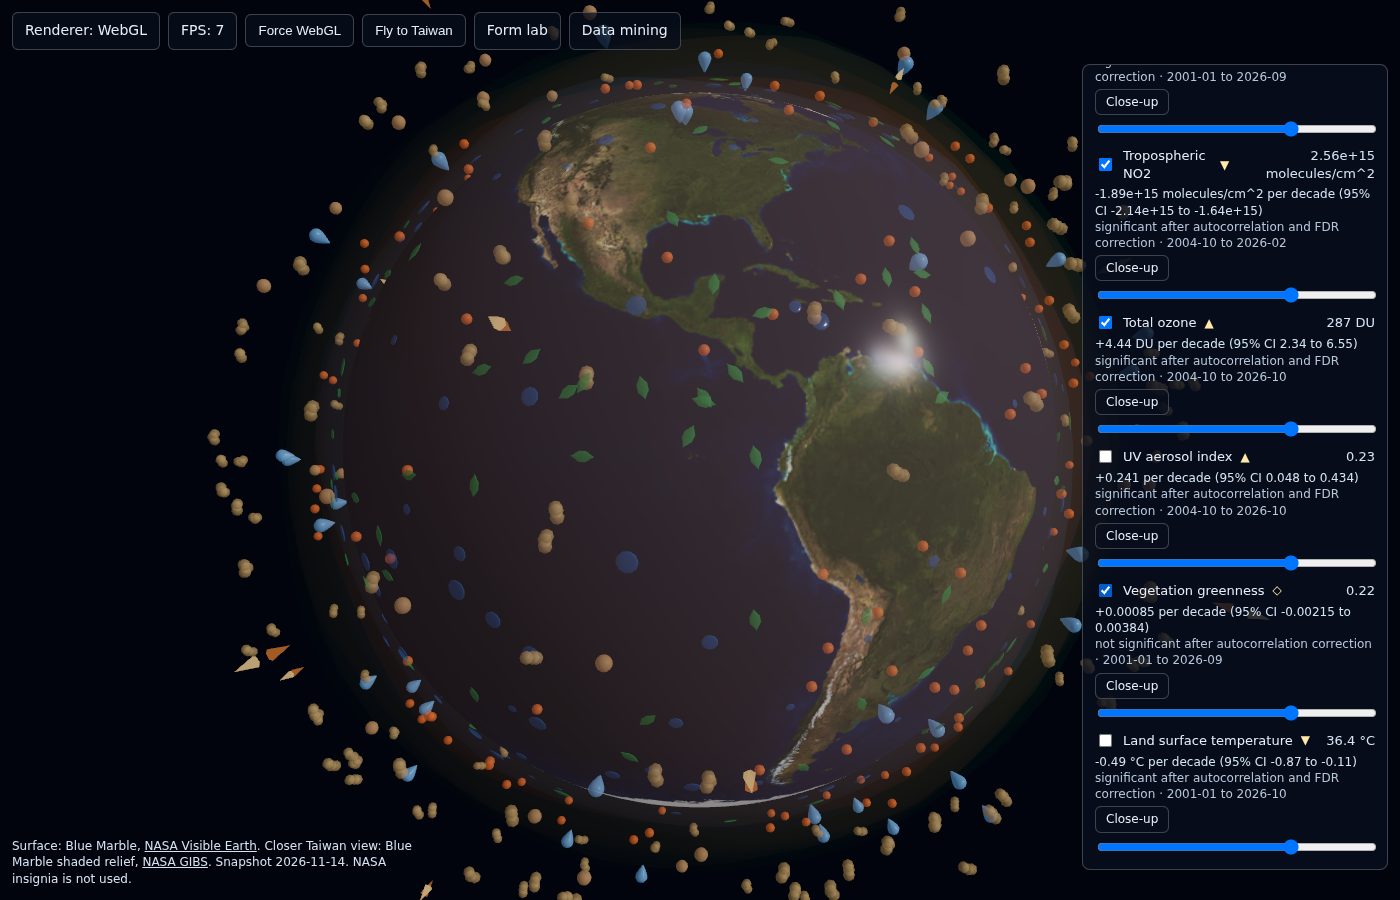 Renderer: WebGL
FPS: 7
Force WebGL
Fly to Taiwan
Form lab
Data mining
correction · 2001-01 to 2026-09
Close-up
Tropospheric NO2 ▼ 2.56e+15 molecules/cm^2
-1.89e+15 molecules/cm^2 per decade (95%
CI -2.14e+15 to -1.64e+15)
significant after autocorrelation and FDR
correction · 2004-10 to 2026-02
Close-up
Total ozone ▲ 287 DU
+4.44 DU per decade (95% CI 2.34 to 6.55)
significant after autocorrelation and FDR
correction · 2004-10 to 2026-10
Close-up
UV aerosol index ▲ 0.23
+0.241 per decade (95% CI 0.048 to 0.434)
significant after autocorrelation and FDR
correction · 2004-10 to 2026-10
Close-up
Vegetation greenness ◇ 0.22
+0.00085 per decade (95% CI -0.00215 to
0.00384)
not significant after autocorrelation correction
· 2001-01 to 2026-09
Close-up
Land surface temperature ▼ 36.4 °C
-0.49 °C per decade (95% CI -0.87 to -0.11)
significant after autocorrelation and FDR
correction · 2001-01 to 2026-10
Close-up
Surface: Blue Marble, NASA Visible Earth. Closer Taiwan view: Blue
Marble shaded relief, NASA GIBS. Snapshot 2026-11-14. NASA
insignia is not used.